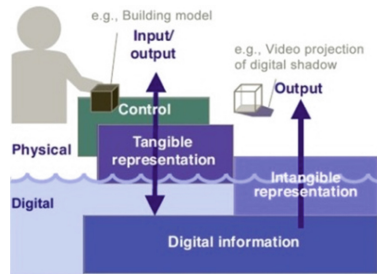 e.g., Building model
Input/
output
e.g., Video projection
of digital shadow
Output
Control
Physical
Tangible
representation
Intangible
representation
Digital
Digital information